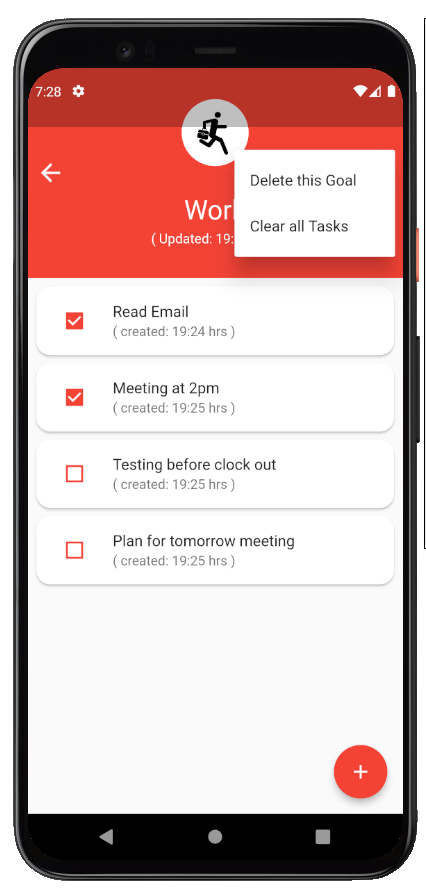 7:28
Delete this Goal
Clear all Tasks
( Updated: 19:
Read Email
( created: 19:24 hrs )
Meeting at 2pm
( created: 19:25 hrs )
Testing before clock out
( created: 19:25 hrs )
Plan for tomorrow meeting
( created: 19:25 hrs )
+